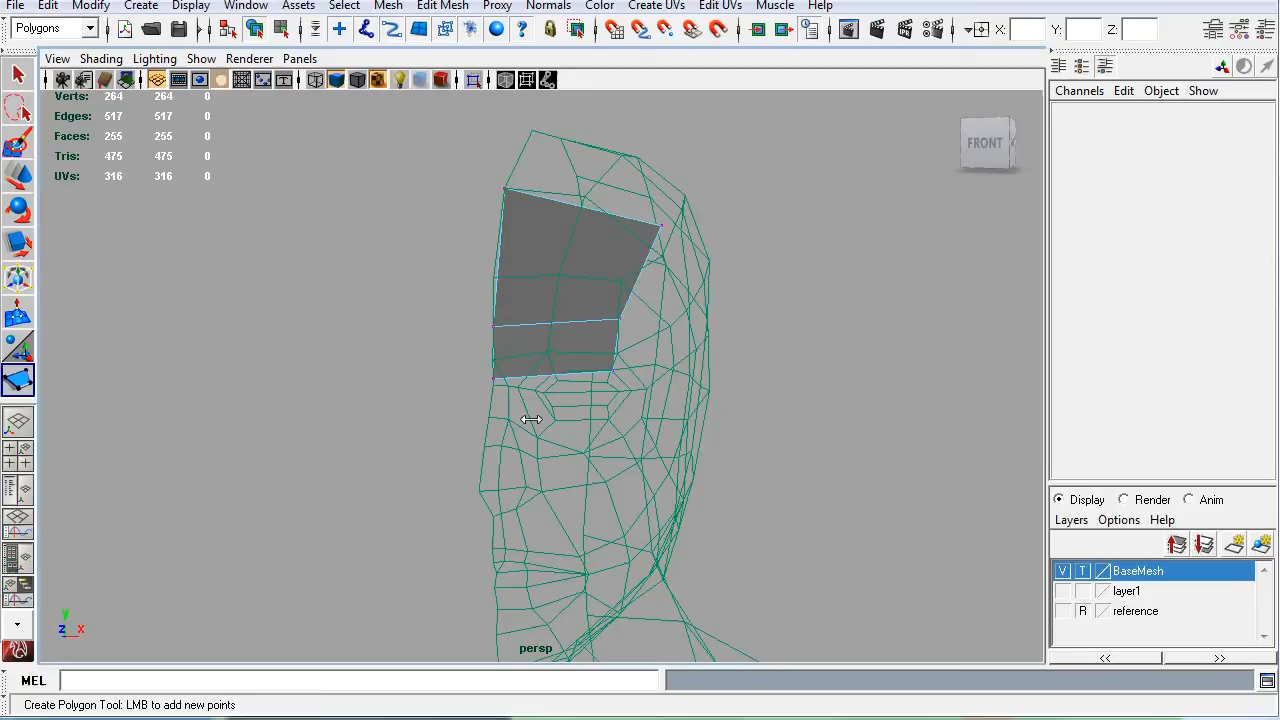 File Edit Modify Create Display Window Assets Select Mesh Edit Mesh Proxy Normals Color Create UVs Edit UVs Muscle Help
Polygons X: Y: Z:
View Shading Lighting Show Renderer Panels
Channels Edit Object Show
Verts: 264 264 0
Edges: 517 517 0
Faces: 255 255 0
Tris: 475 475 0
UVs: 316 316 0
FRONT
Display Render Anim
Layers Options Help
V T BaseMesh
layer1
R reference
y
z x
persp
<< >>
MEL
Create Polygon Tool: LMB to add new points